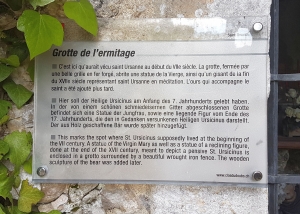 Grotte de l'ermitage
C'est ici qu'aurait vécu saint Ursanne au début du VIIe siècle. La grotte, fermée par
une belle grille en fer forgé, abrite une statue de la Vierge, ainsi qu'un gisant de la fin
du XVIIe siècle représentant saint Ursanne en méditation. L'ours qui accompagne le
saint a été ajouté plus tard.
Hier soll der Heilige Ursicinus am Anfang des 7. Jahrhunderts gelebt haben.
In der von einem schönen schmiedeisernen Gitter abgeschlossenen Grotte
befindet sich eine Statue der Jungfrau, sowie eine liegende Figur vom Ende des
17. Jahrhunderts, die den in Gedanken versunkenen Heiligen Ursicinus darstellt.
Der aus Holz geschaffene Bär wurde später hinzugefügt.
This marks the spot where St. Ursicinus supposedly lived at the beginning of
the VII century. A statue of the Virgin Mary as well as a statue of a reclining figure,
done at the end of the XVII century, meant to depict a pensive St. Ursicinus is
enclosed in a grotto surrounded by a beautiful wrought iron fence. The wooden
sculpture of the bear was added later.